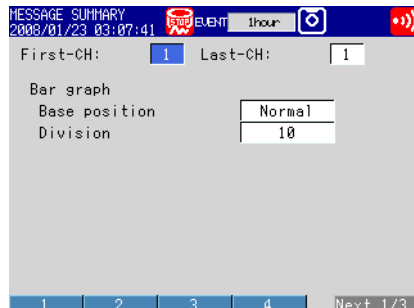 MESSAGE SUMMARY
2008/01/23 03:07:41 STOP EVENT 1hour
First-CH: 1 Last-CH: 1
Bar graph
Base position Normal
Division 10
1 2 3 4 Next 1/3